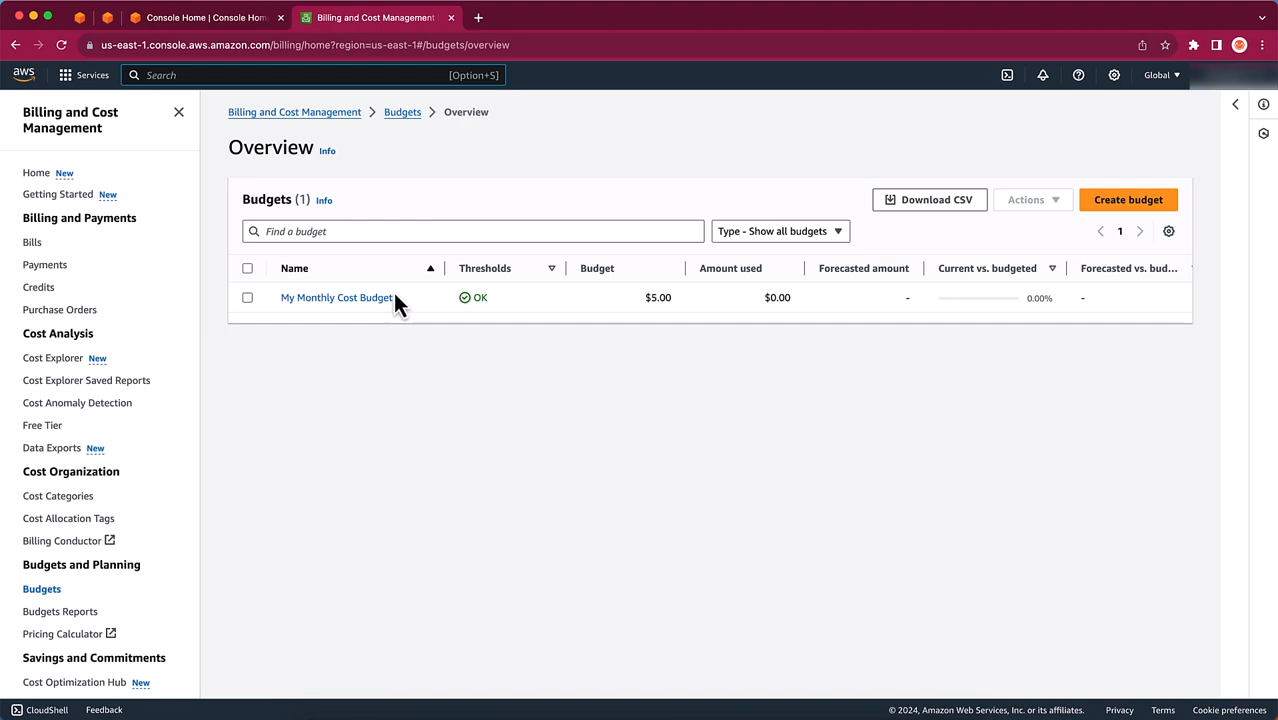 Console Home | Console Hom
Billing and Cost Management
us-east-1.console.aws.amazon.com/billing/home?region=us-east-1#/budgets/overview
aws
Services
Search
[Option+S]
Global
Billing and Cost
Management
Home New
Getting Started New
Billing and Payments
Bills
Payments
Credits
Purchase Orders
Cost Analysis
Cost Explorer New
Cost Explorer Saved Reports
Cost Anomaly Detection
Free Tier
Data Exports New
Cost Organization
Cost Categories
Cost Allocation Tags
Billing Conductor
Budgets and Planning
Budgets
Budgets Reports
Pricing Calculator
Savings and Commitments
Cost Optimization Hub New
Billing and Cost Management
Budgets
Overview
Overview Info
Budgets (1) Info
Download CSV
Actions
Create budget
Find a budget
Type - Show all budgets
1
Name
Thresholds
Budget
Amount used
Forecasted amount
Current vs. budgeted
Forecasted vs. bud...
My Monthly Cost Budget
OK
$5.00
$0.00
-
0.00%
-
CloudShell
Feedback
© 2024, Amazon Web Services, Inc. or its affiliates.
Privacy
Terms
Cookie preferences